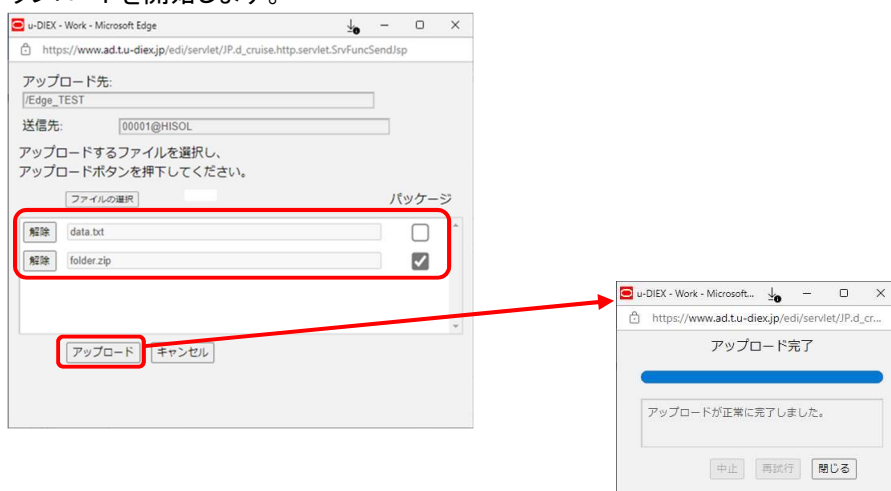 u-DIEX - Work - Microsoft Edge
https://www.ad.t.u-diex.jp/edi/servlet/JP.d_cruise.http.servlet.SrvFuncSendJsp
アップロード先:
/Edge_TEST
送信先: 00001@HISOL
アップロードするファイルを選択し、
アップロードボタンを押下してください。
ファイルの選択 パッケージ
解除 data.txt
解除 folder.zip
アップロード キャンセル
u-DIEX - Work - Microsoft...
https://www.ad.t.u-diex.jp/edi/servlet/JP.d_cr...
アップロード完了
アップロードが正常に完了しました。
中止 再試行 閉じる